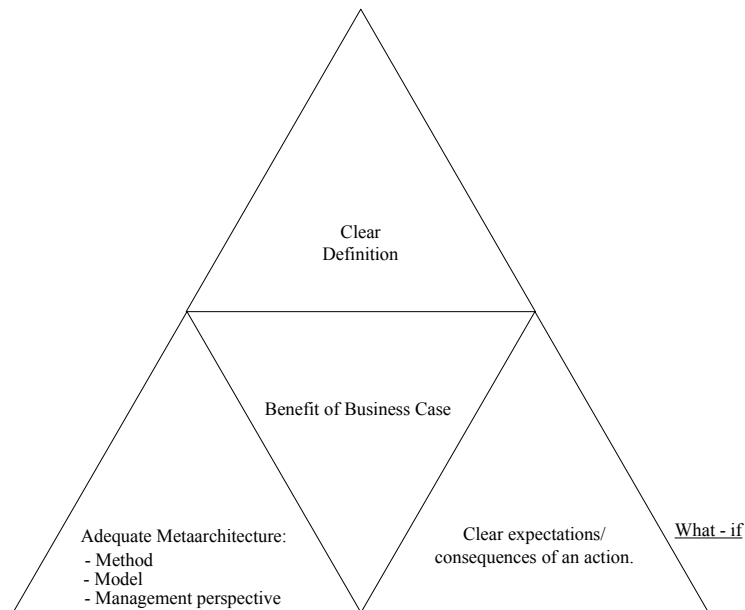 Clear
Definition
Benefit of Business Case
Adequate Metaarchitecture:
- Method
- Model
- Management perspective
Clear expectations/
consequences of an action.
What - if